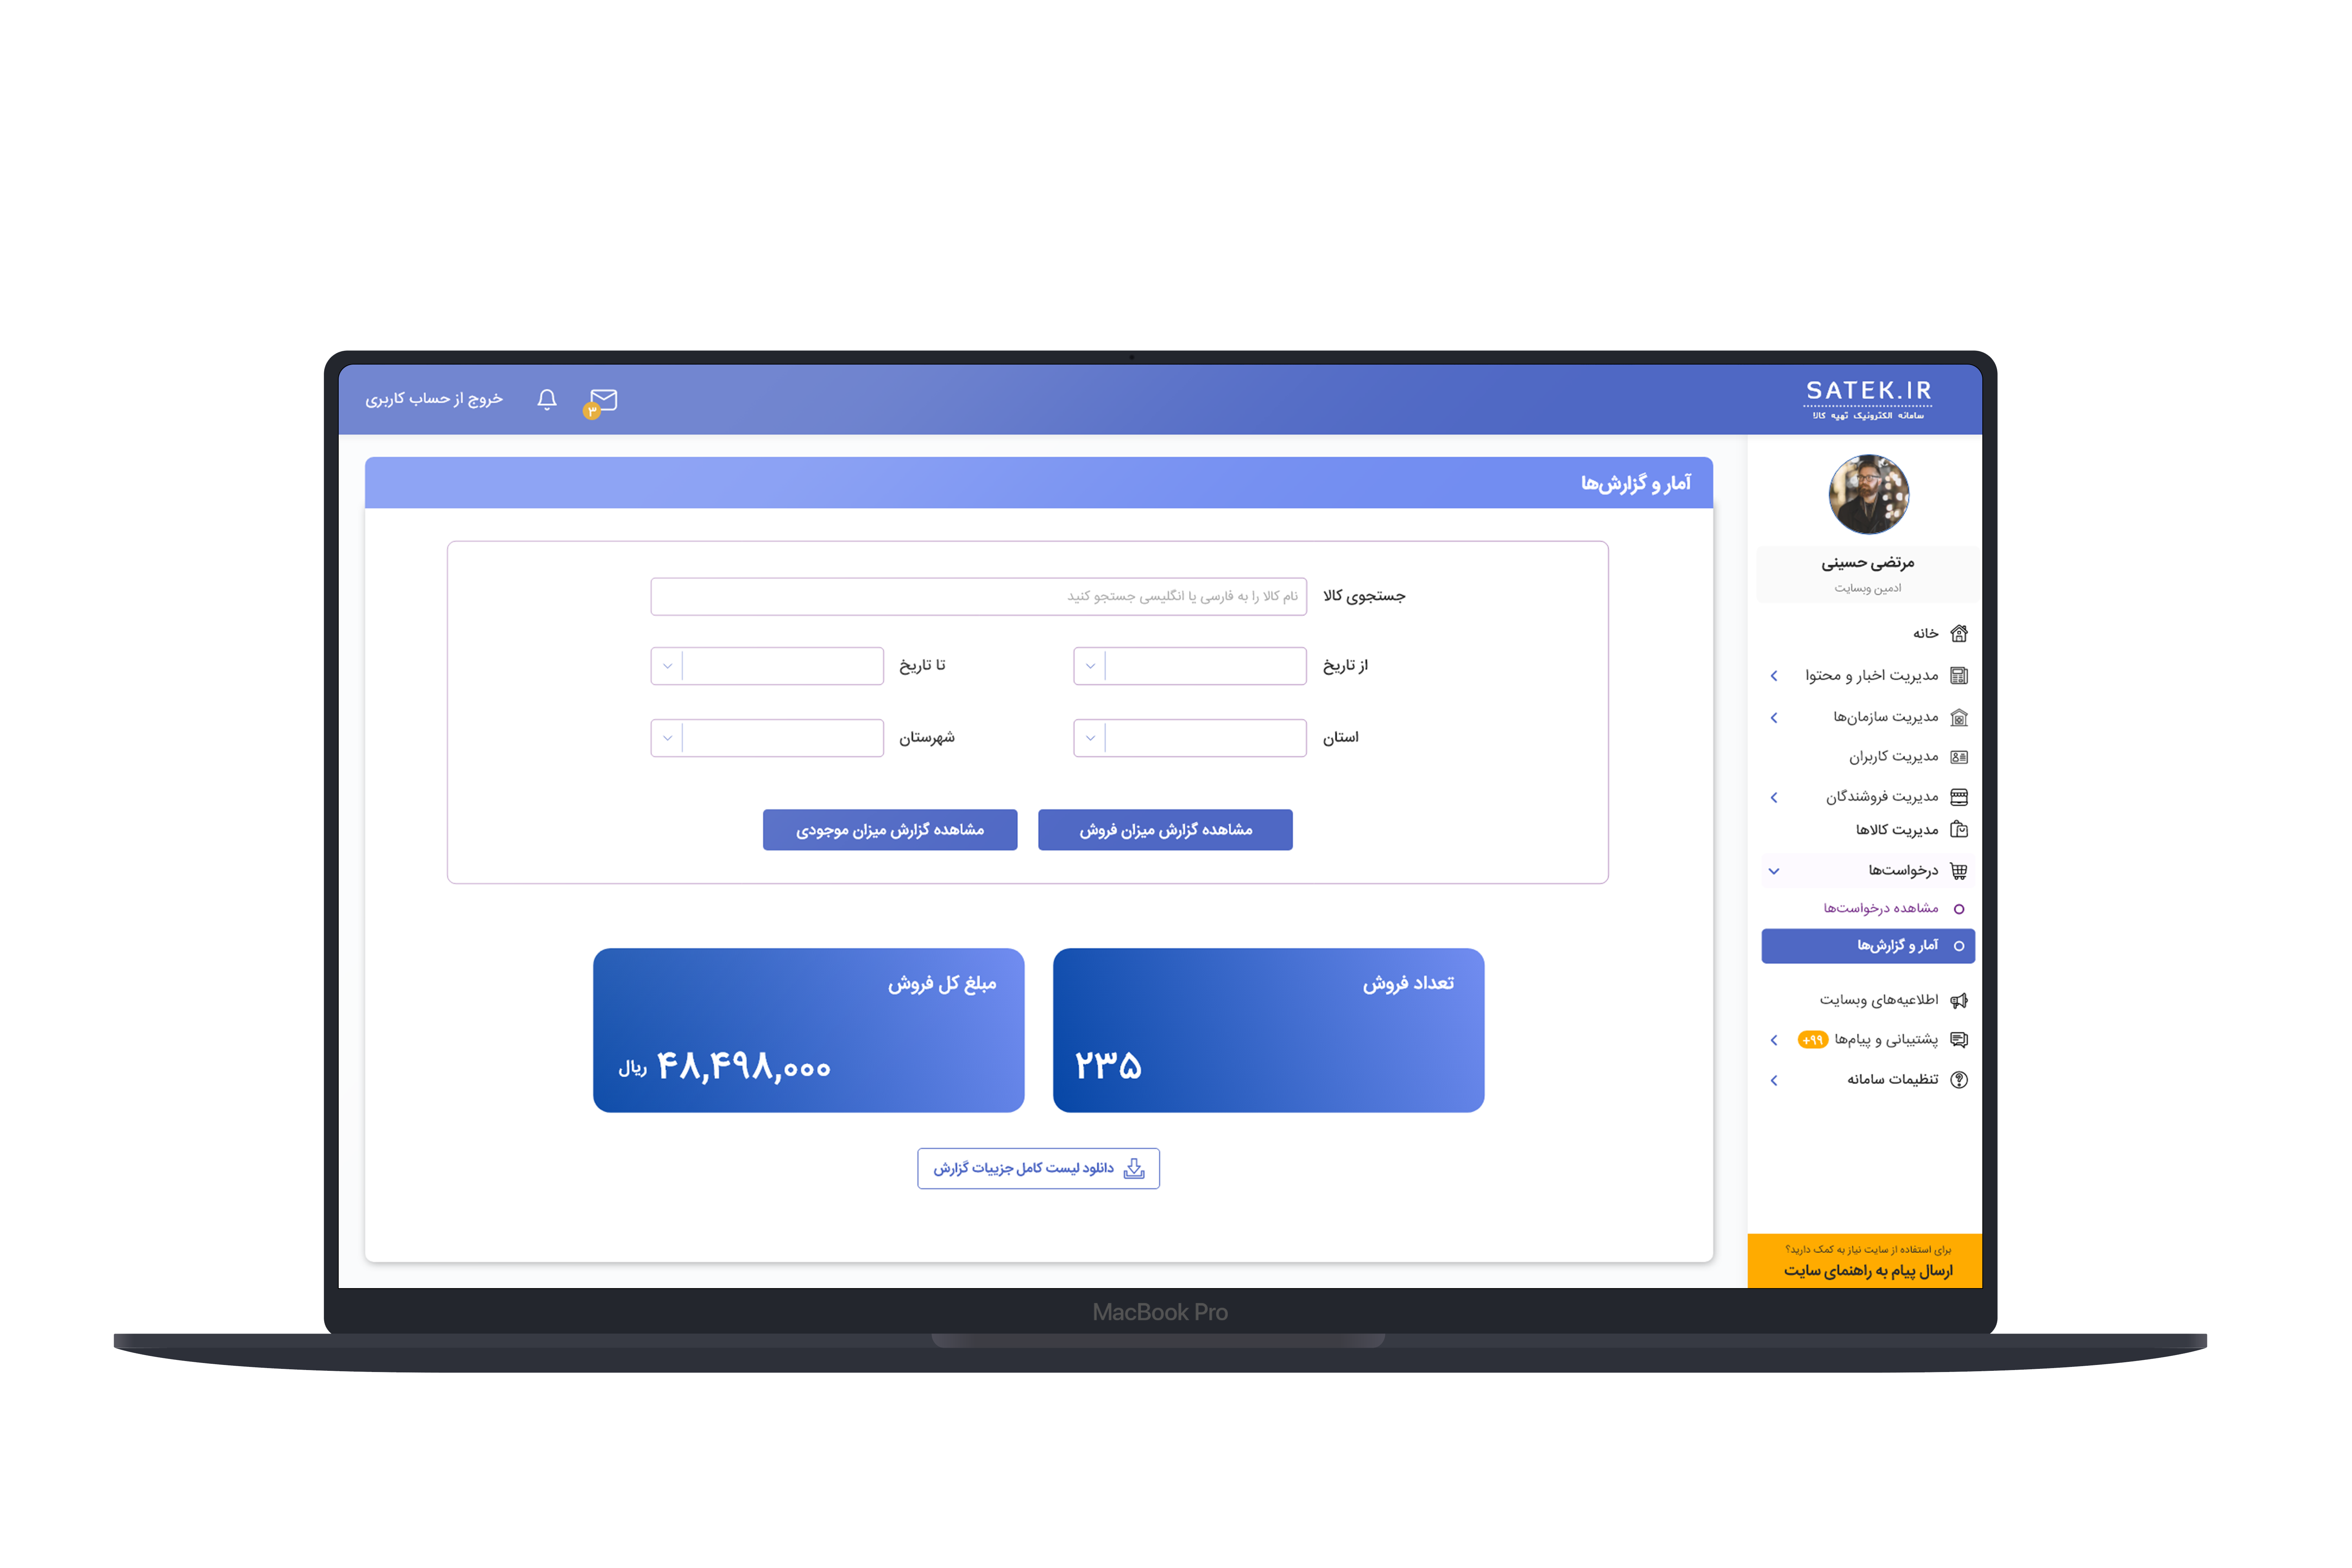 SATEK.IR
سامانه الکترونیک تهیه کالا
۳
خروج از حساب کاربری
مرتضی حسینی
ادمین وبسایت
خانه
مدیریت اخبار و محتوا
مدیریت سازمان‌ها
مدیریت کاربران
مدیریت فروشندگان
مدیریت کالاها
درخواست‌ها
مشاهده درخواست‌ها
آمار و گزارش‌ها
اطلاعیه‌های وبسایت
پشتیبانی و پیام‌ها +۹۹
تنظیمات سامانه
برای استفاده از سایت نیاز به کمک دارید؟
ارسال پیام به راهنمای سایت
آمار و گزارش‌ها
جستجوی کالا
نام کالا را به فارسی یا انگلیسی جستجو کنید
از تاریخ
تا تاریخ
استان
شهرستان
مشاهده گزارش میزان فروش
مشاهده گزارش میزان موجودی
تعداد فروش
۲۳۵
مبلغ کل فروش
۴۸,۴۹۸,۰۰۰ ریال
دانلود لیست کامل جزییات گزارش
MacBook Pro